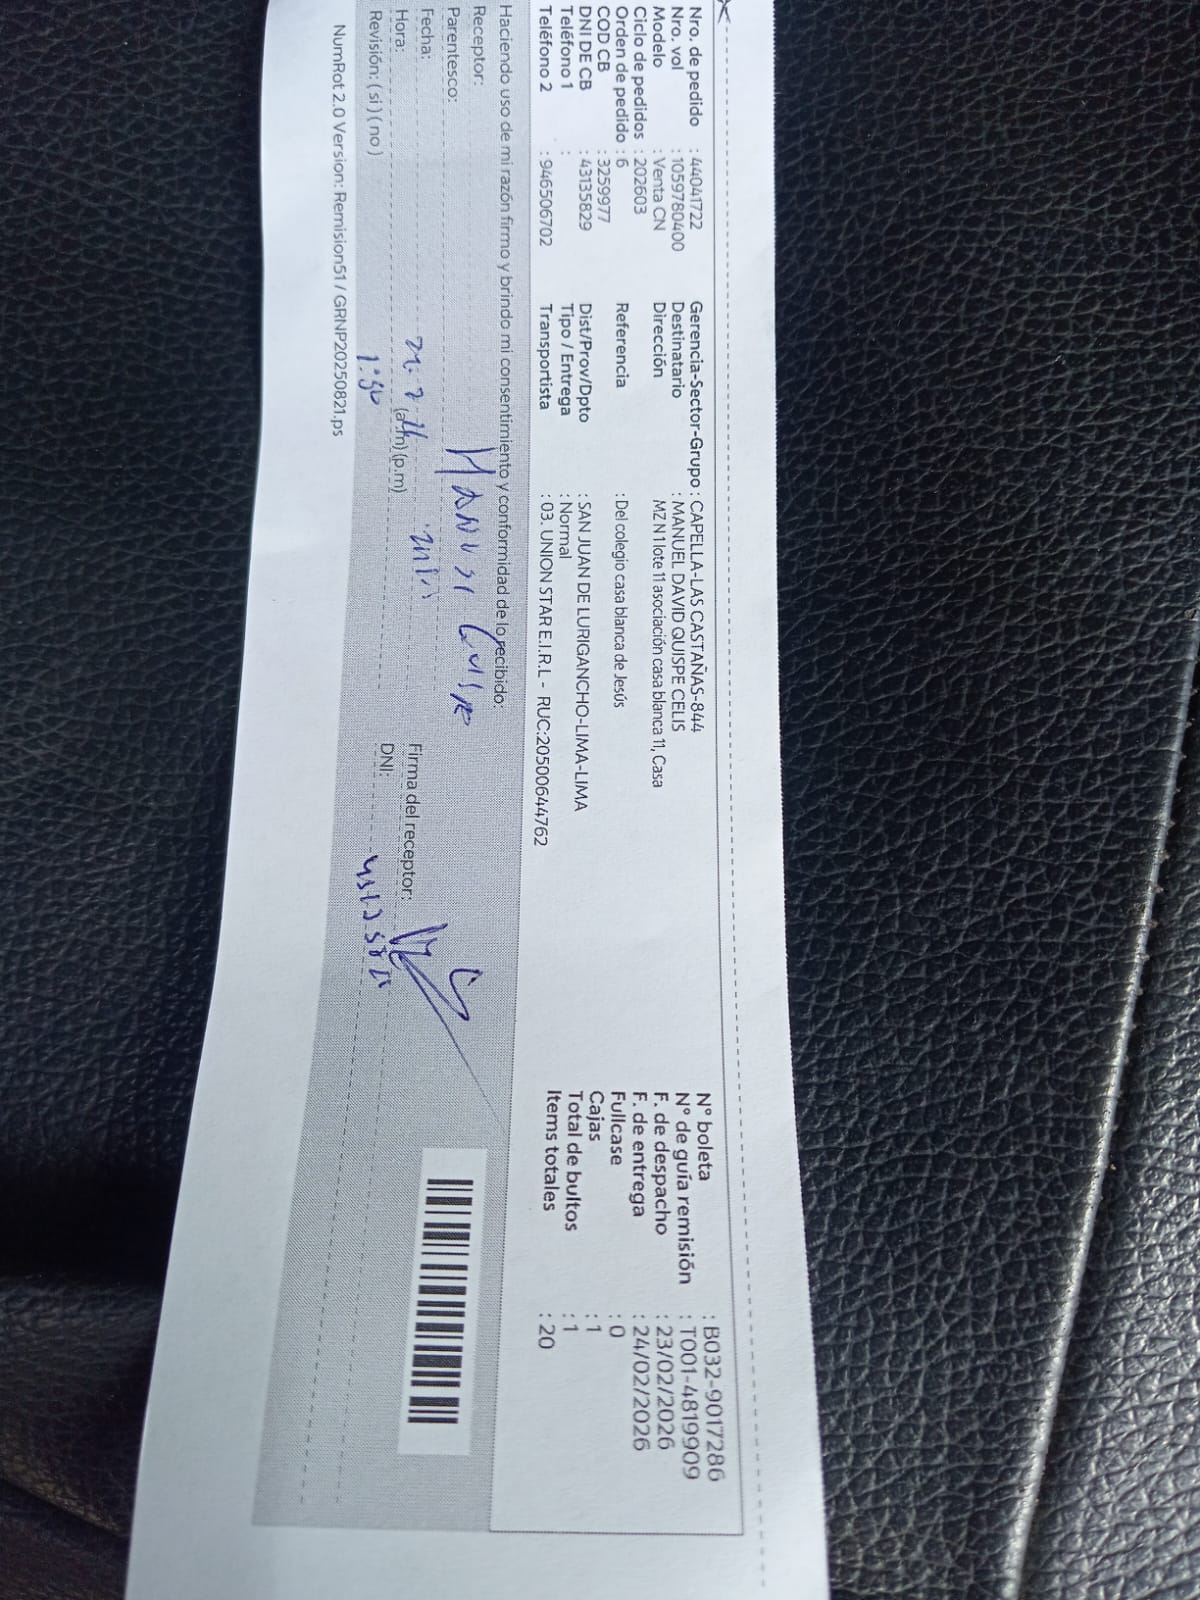 Nro. de pedido : 44041722
Nro. vol : 1059780400
Modelo : Venta CN
Ciclo de pedidos : 202603
Orden de pedido : 6
COD CB : 3259977
DNI DE CB : 43135829
Teléfono 1 :
Teléfono 2 : 946506702
Gerencia-Sector-Grupo : CAPELLA-LAS CASTAÑAS-844
Destinatario : MANUEL DAVID QUISPE CELIS
Dirección MZ N1 lote 11 asociación casa blanca 11, Casa
Referencia : Del colegio casa blanca de Jesús
Dist/Prov/Dpto : SAN JUAN DE LURIGANCHO-LIMA-LIMA
Tipo / Entrega : Normal
Transportista : 03. UNION STAR E.I.R.L - RUC:20500644762
N° boleta : B032-9017286
N° de guía remisión : T001-4819909
F. de despacho : 23/02/2026
F. de entrega : 24/02/2026
Fullcase : 0
Cajas : 1
Total de bultos : 1
Items totales : 20
Haciendo uso de mi razón firmo y brindo mi consentimiento y conformidad de lo recibido:
Receptor: Manuel Quispe
Parentesco:
Fecha:
Hora: (a.m) (p.m)
Revisión: (si) (no)
Firma del receptor:
DNI:
NumRot 2.0 Version: Remision51 / GRNP20250821.ps